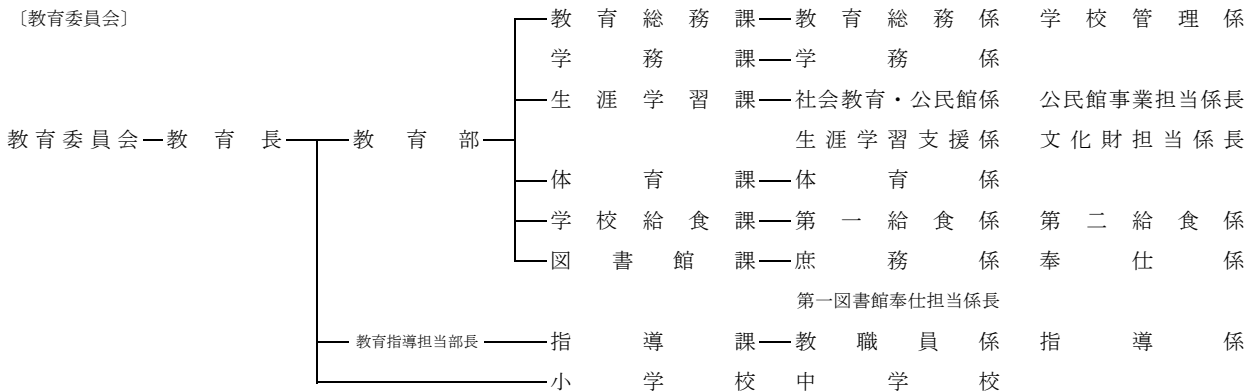 〔教育委員会〕
教育総務課 教育総務係 学校管理係
学務課 学務係
生涯学習課 社会教育・公民館係 公民館事業担当係長
教育委員会 教育長 教育部 生涯学習支援係 文化財担当係長
体育課 体育係
学校給食課 第一給食係 第二給食係
図書館課 庶務係 奉仕係
第一図書館奉仕担当係長
教育指導担当部長 指導課 教職員係 指導係
小学校 中学校